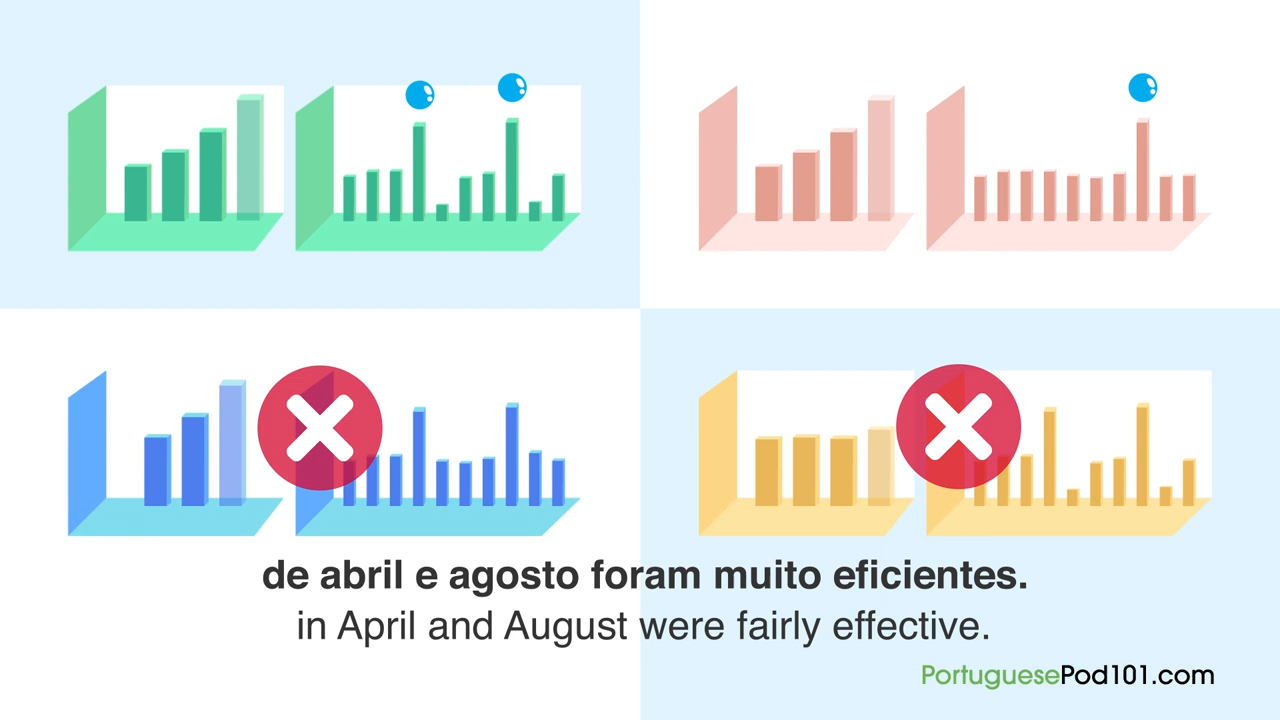 de abril e agosto foram muito eficientes.
in April and August were fairly effective.
PortuguesePod101.com